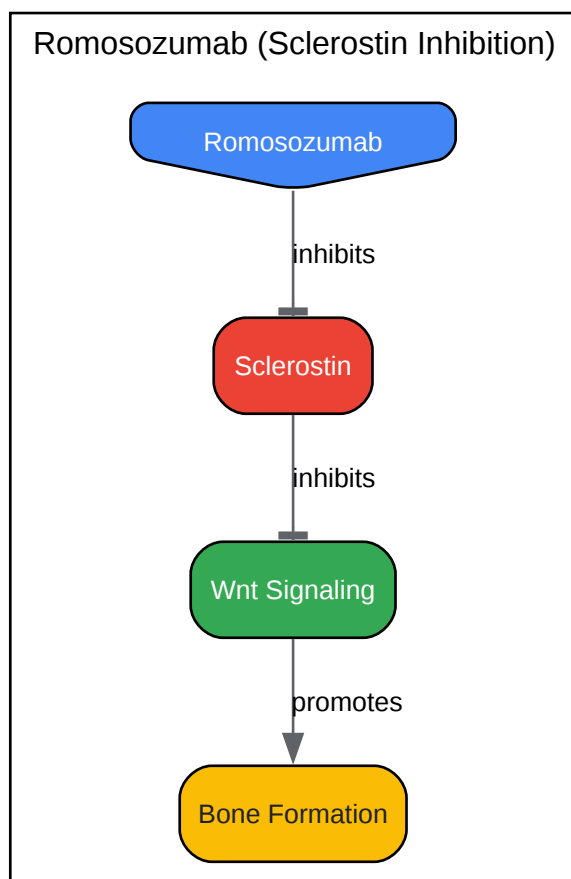 Romosozumab (Sclerostin Inhibition)
Romosozumab
inhibits
Sclerostin
inhibits
Wnt Signaling
promotes
Bone Formation